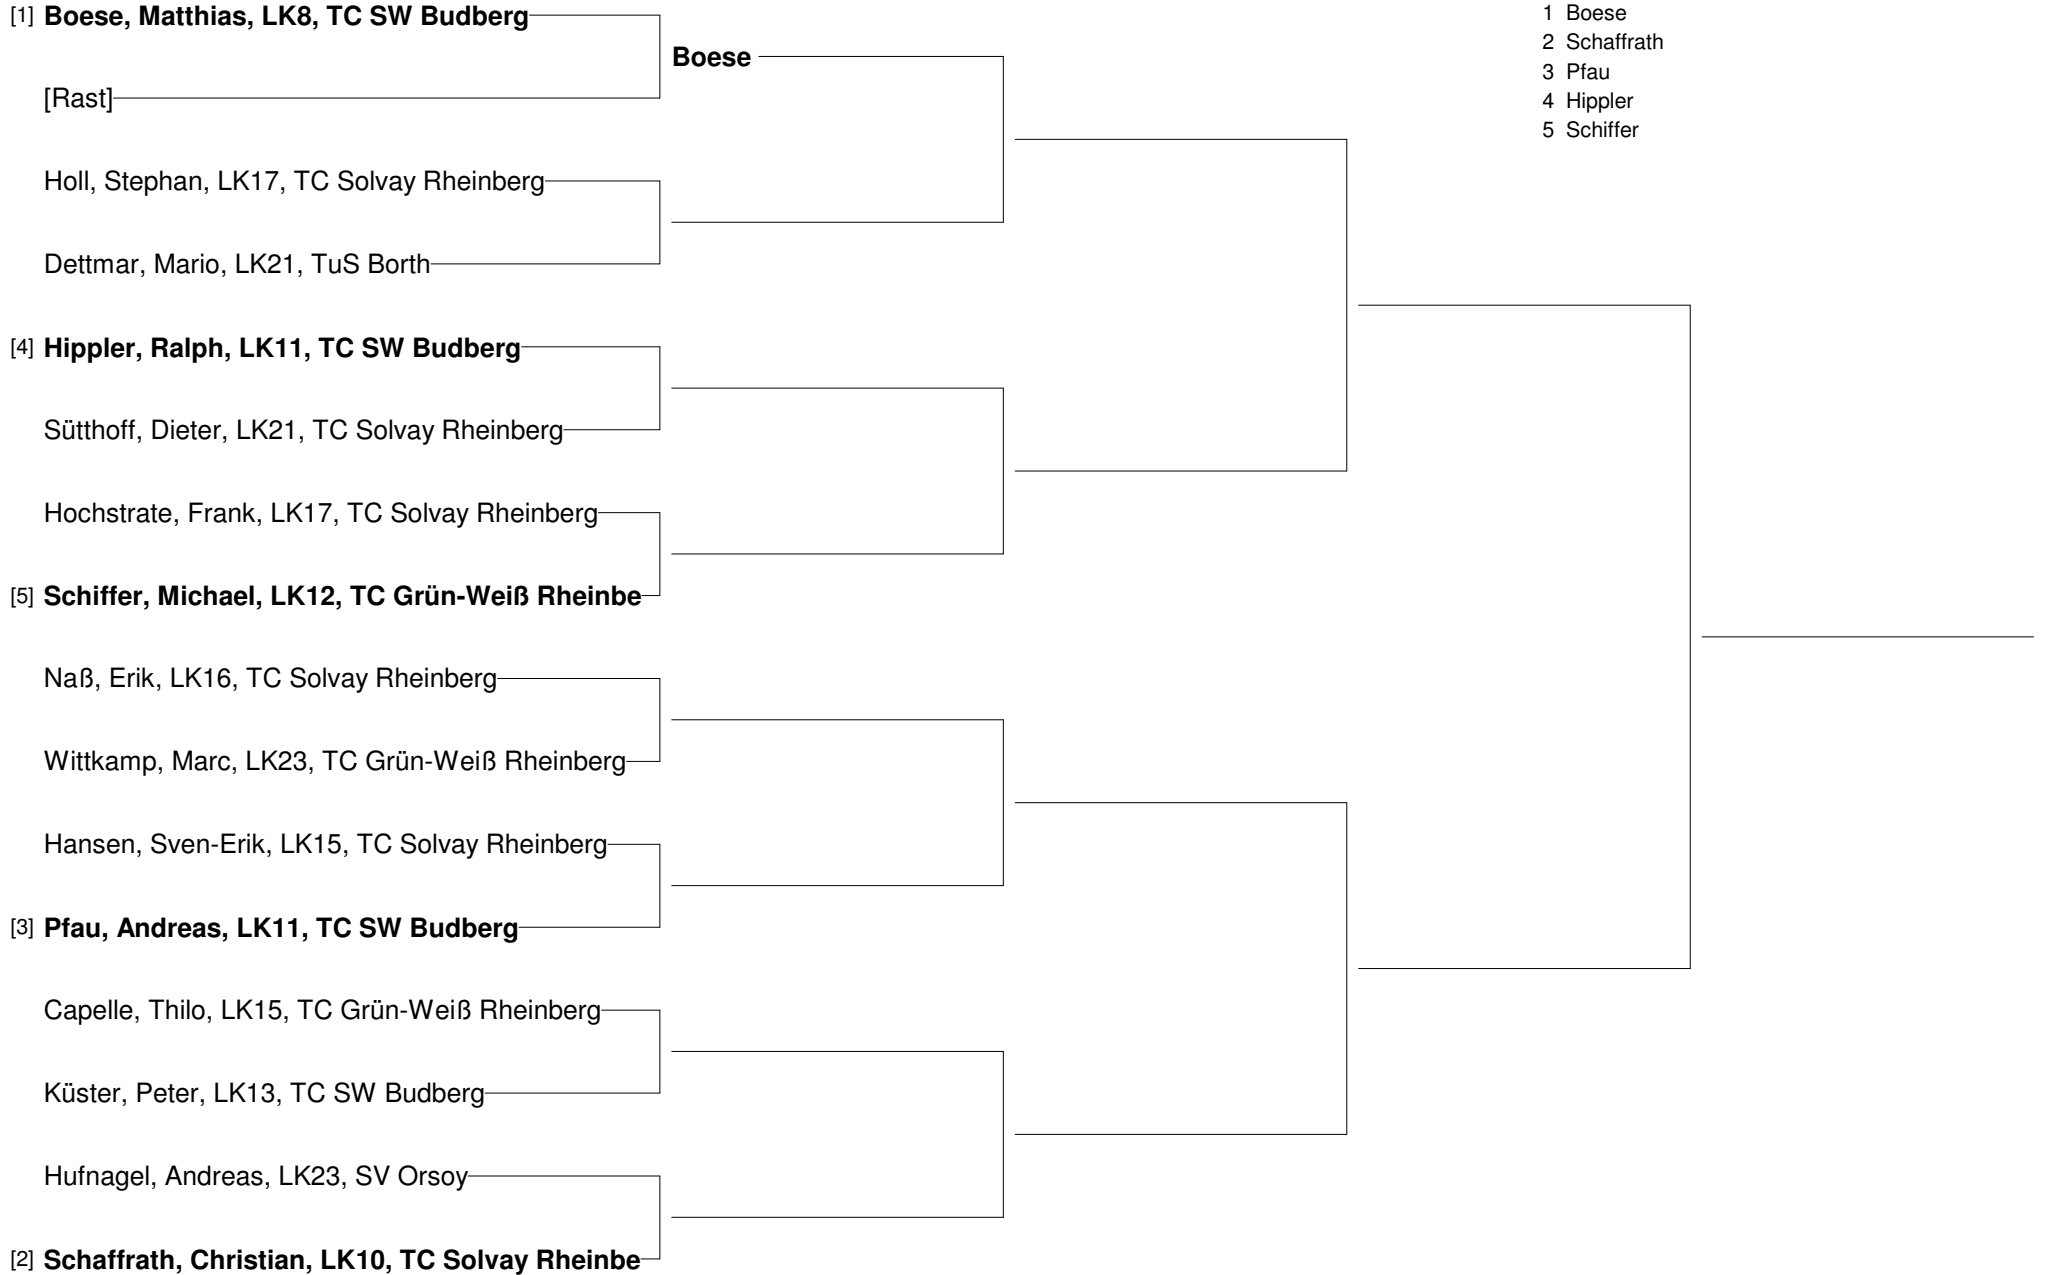 [1] Boese, Matthias, LK8, TC SW Budberg
Boese
[Rast]
Holl, Stephan, LK17, TC Solvay Rheinberg
Dettmar, Mario, LK21, TuS Borth
[4] Hippler, Ralph, LK11, TC SW Budberg
Sütthoff, Dieter, LK21, TC Solvay Rheinberg
Hochstrate, Frank, LK17, TC Solvay Rheinberg
[5] Schiffer, Michael, LK12, TC Grün-Weiß Rheinbe
Naß, Erik, LK16, TC Solvay Rheinberg
Wittkamp, Marc, LK23, TC Grün-Weiß Rheinberg
Hansen, Sven-Erik, LK15, TC Solvay Rheinberg
[3] Pfau, Andreas, LK11, TC SW Budberg
Capelle, Thilo, LK15, TC Grün-Weiß Rheinberg
Küster, Peter, LK13, TC SW Budberg
Hufnagel, Andreas, LK23, SV Orsoy
[2] Schaffrath, Christian, LK10, TC Solvay Rheinbe
1 Boese
2 Schaffrath
3 Pfau
4 Hippler
5 Schiffer